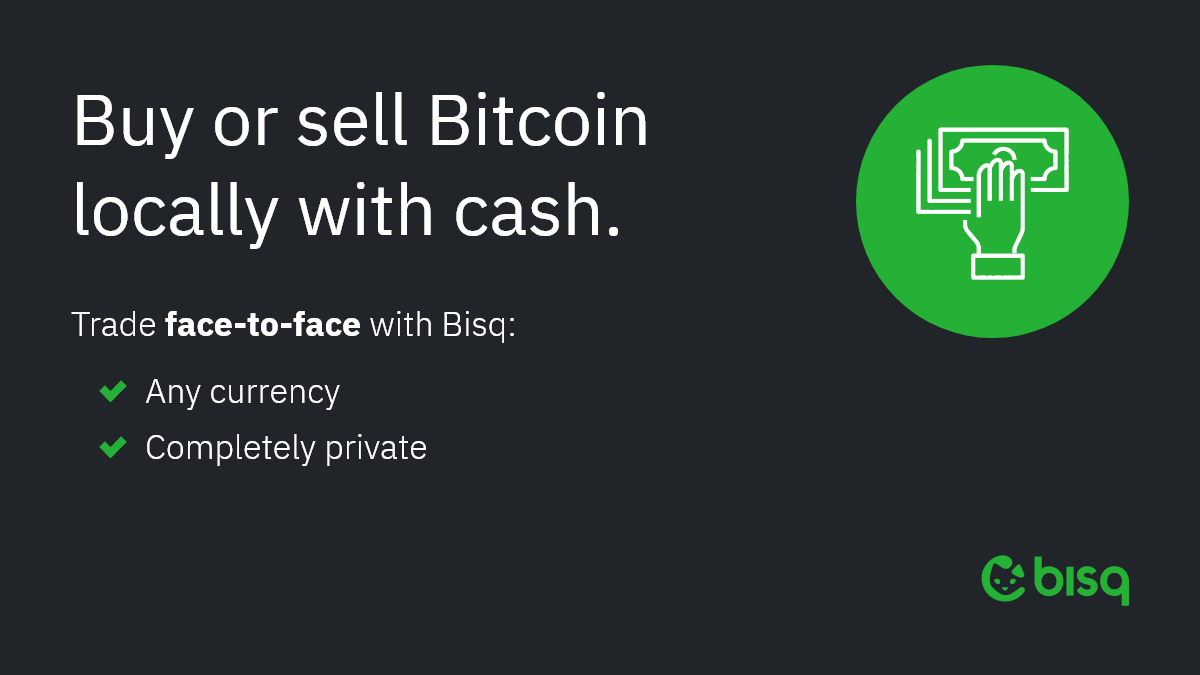 Buy or sell Bitcoin
locally with cash.
Trade face-to-face with Bisq:
Any currency
Completely private
bisq